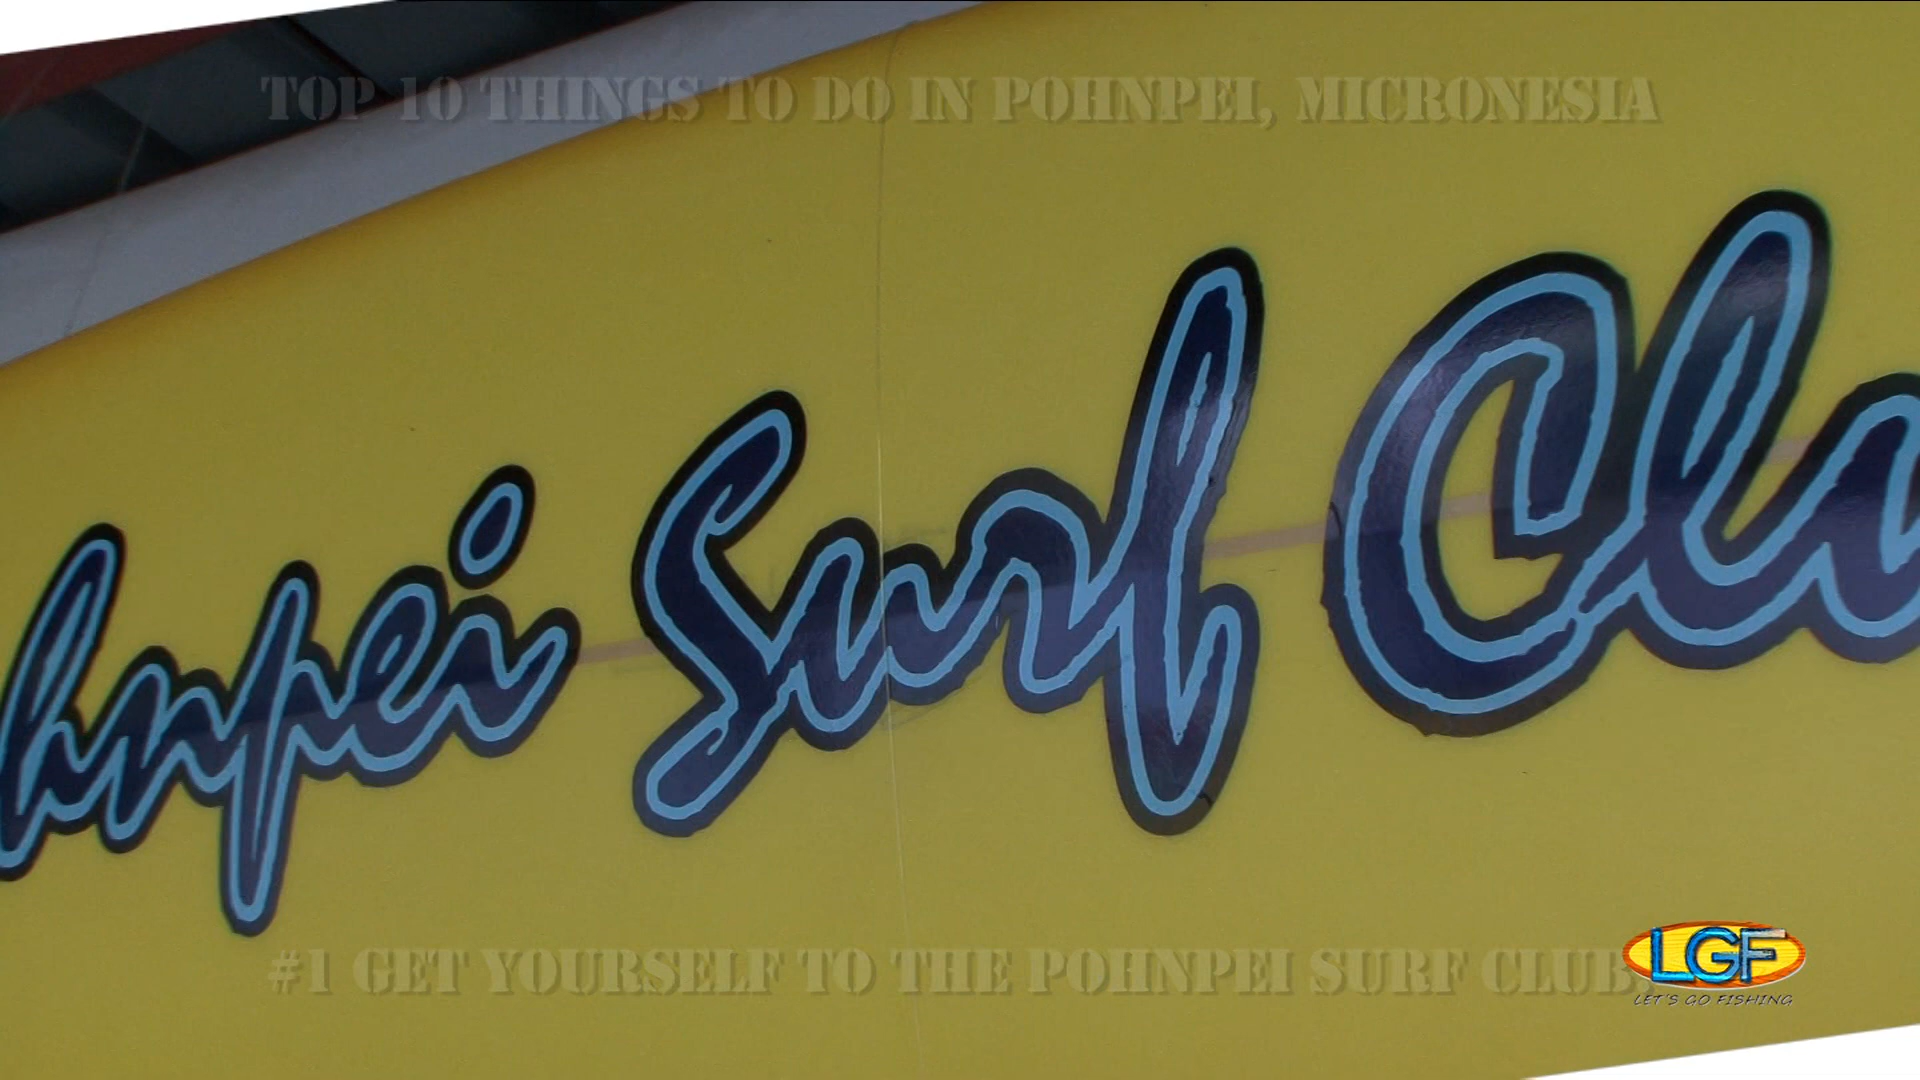 TOP 10 THINGS TO DO IN POHNPEI, MICRONESIA
hnpei Surf Clu
#1 GET YOURSELF TO THE POHNPEI SURF CLUB.
LGF
LET'S GO FISHING